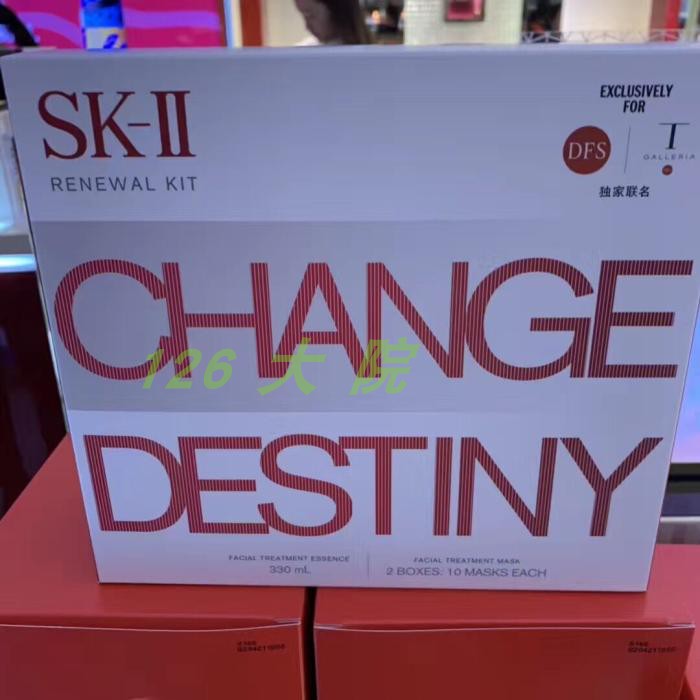 SK-II
RENEWAL KIT
EXCLUSIVELY
FOR
DFS
T
GALLERIA
独家联名
CHANGE
126 大院
DESTINY
FACIAL TREATMENT ESSENCE
330 mL
FACIAL TREATMENT MASK
2 BOXES: 10 MASKS EACH